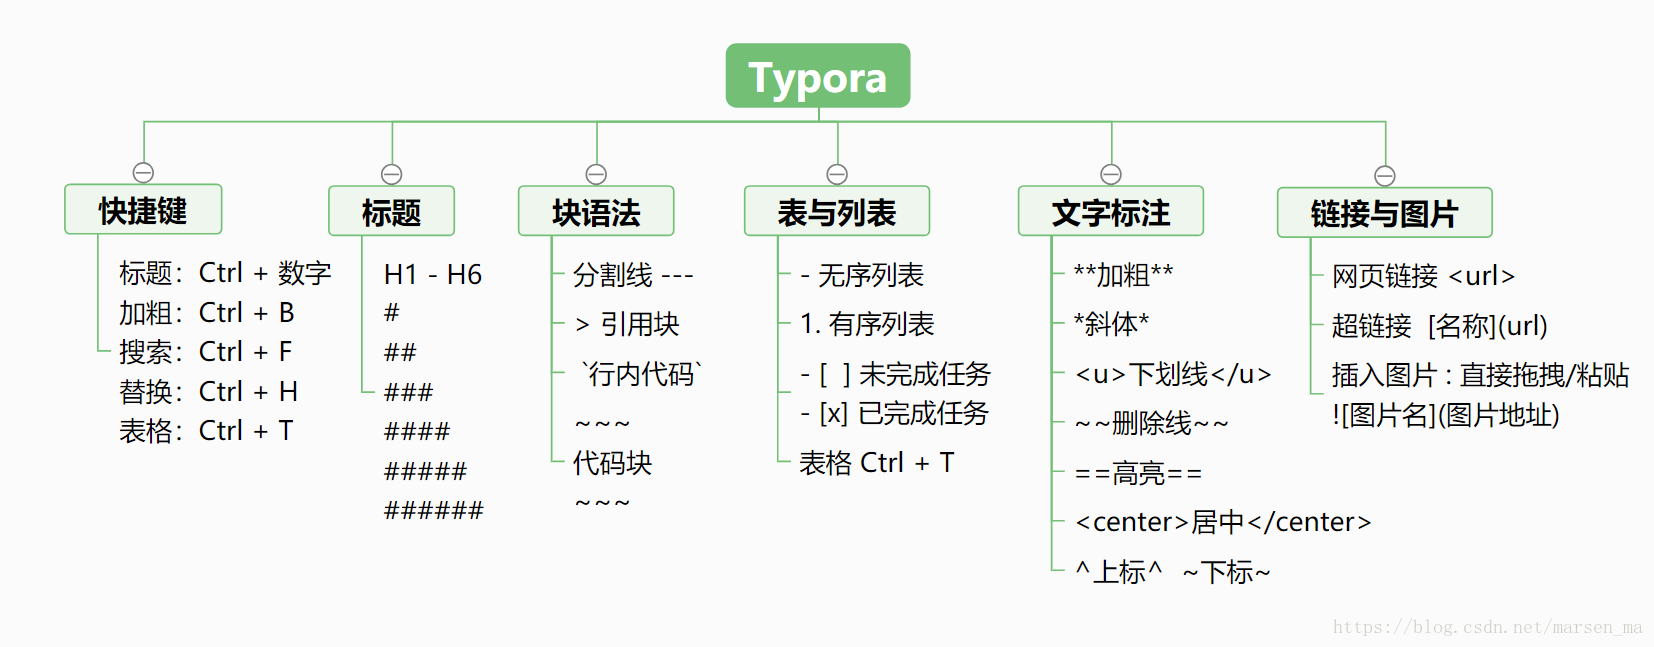 Typora
快捷键
标题：Ctrl + 数字
加粗：Ctrl + B
搜索：Ctrl + F
替换：Ctrl + H
表格：Ctrl + T
标题
H1 - H6
#
##
###
####
#####
######
块语法
分割线 ---
> 引用块
`行内代码`
~~~
代码块
~~~
表与列表
- 无序列表
1. 有序列表
- [ ] 未完成任务
- [x] 已完成任务
表格 Ctrl + T
文字标注
**加粗**
*斜体*
<u>下划线</u>
~~删除线~~
==高亮==
<center>居中</center>
^上标^ ~下标~
链接与图片
网页链接 <url>
超链接 [名称](url)
插入图片 : 直接拖拽/粘贴
![图片名](图片地址)
https://blog.csdn.net/marsen_ma